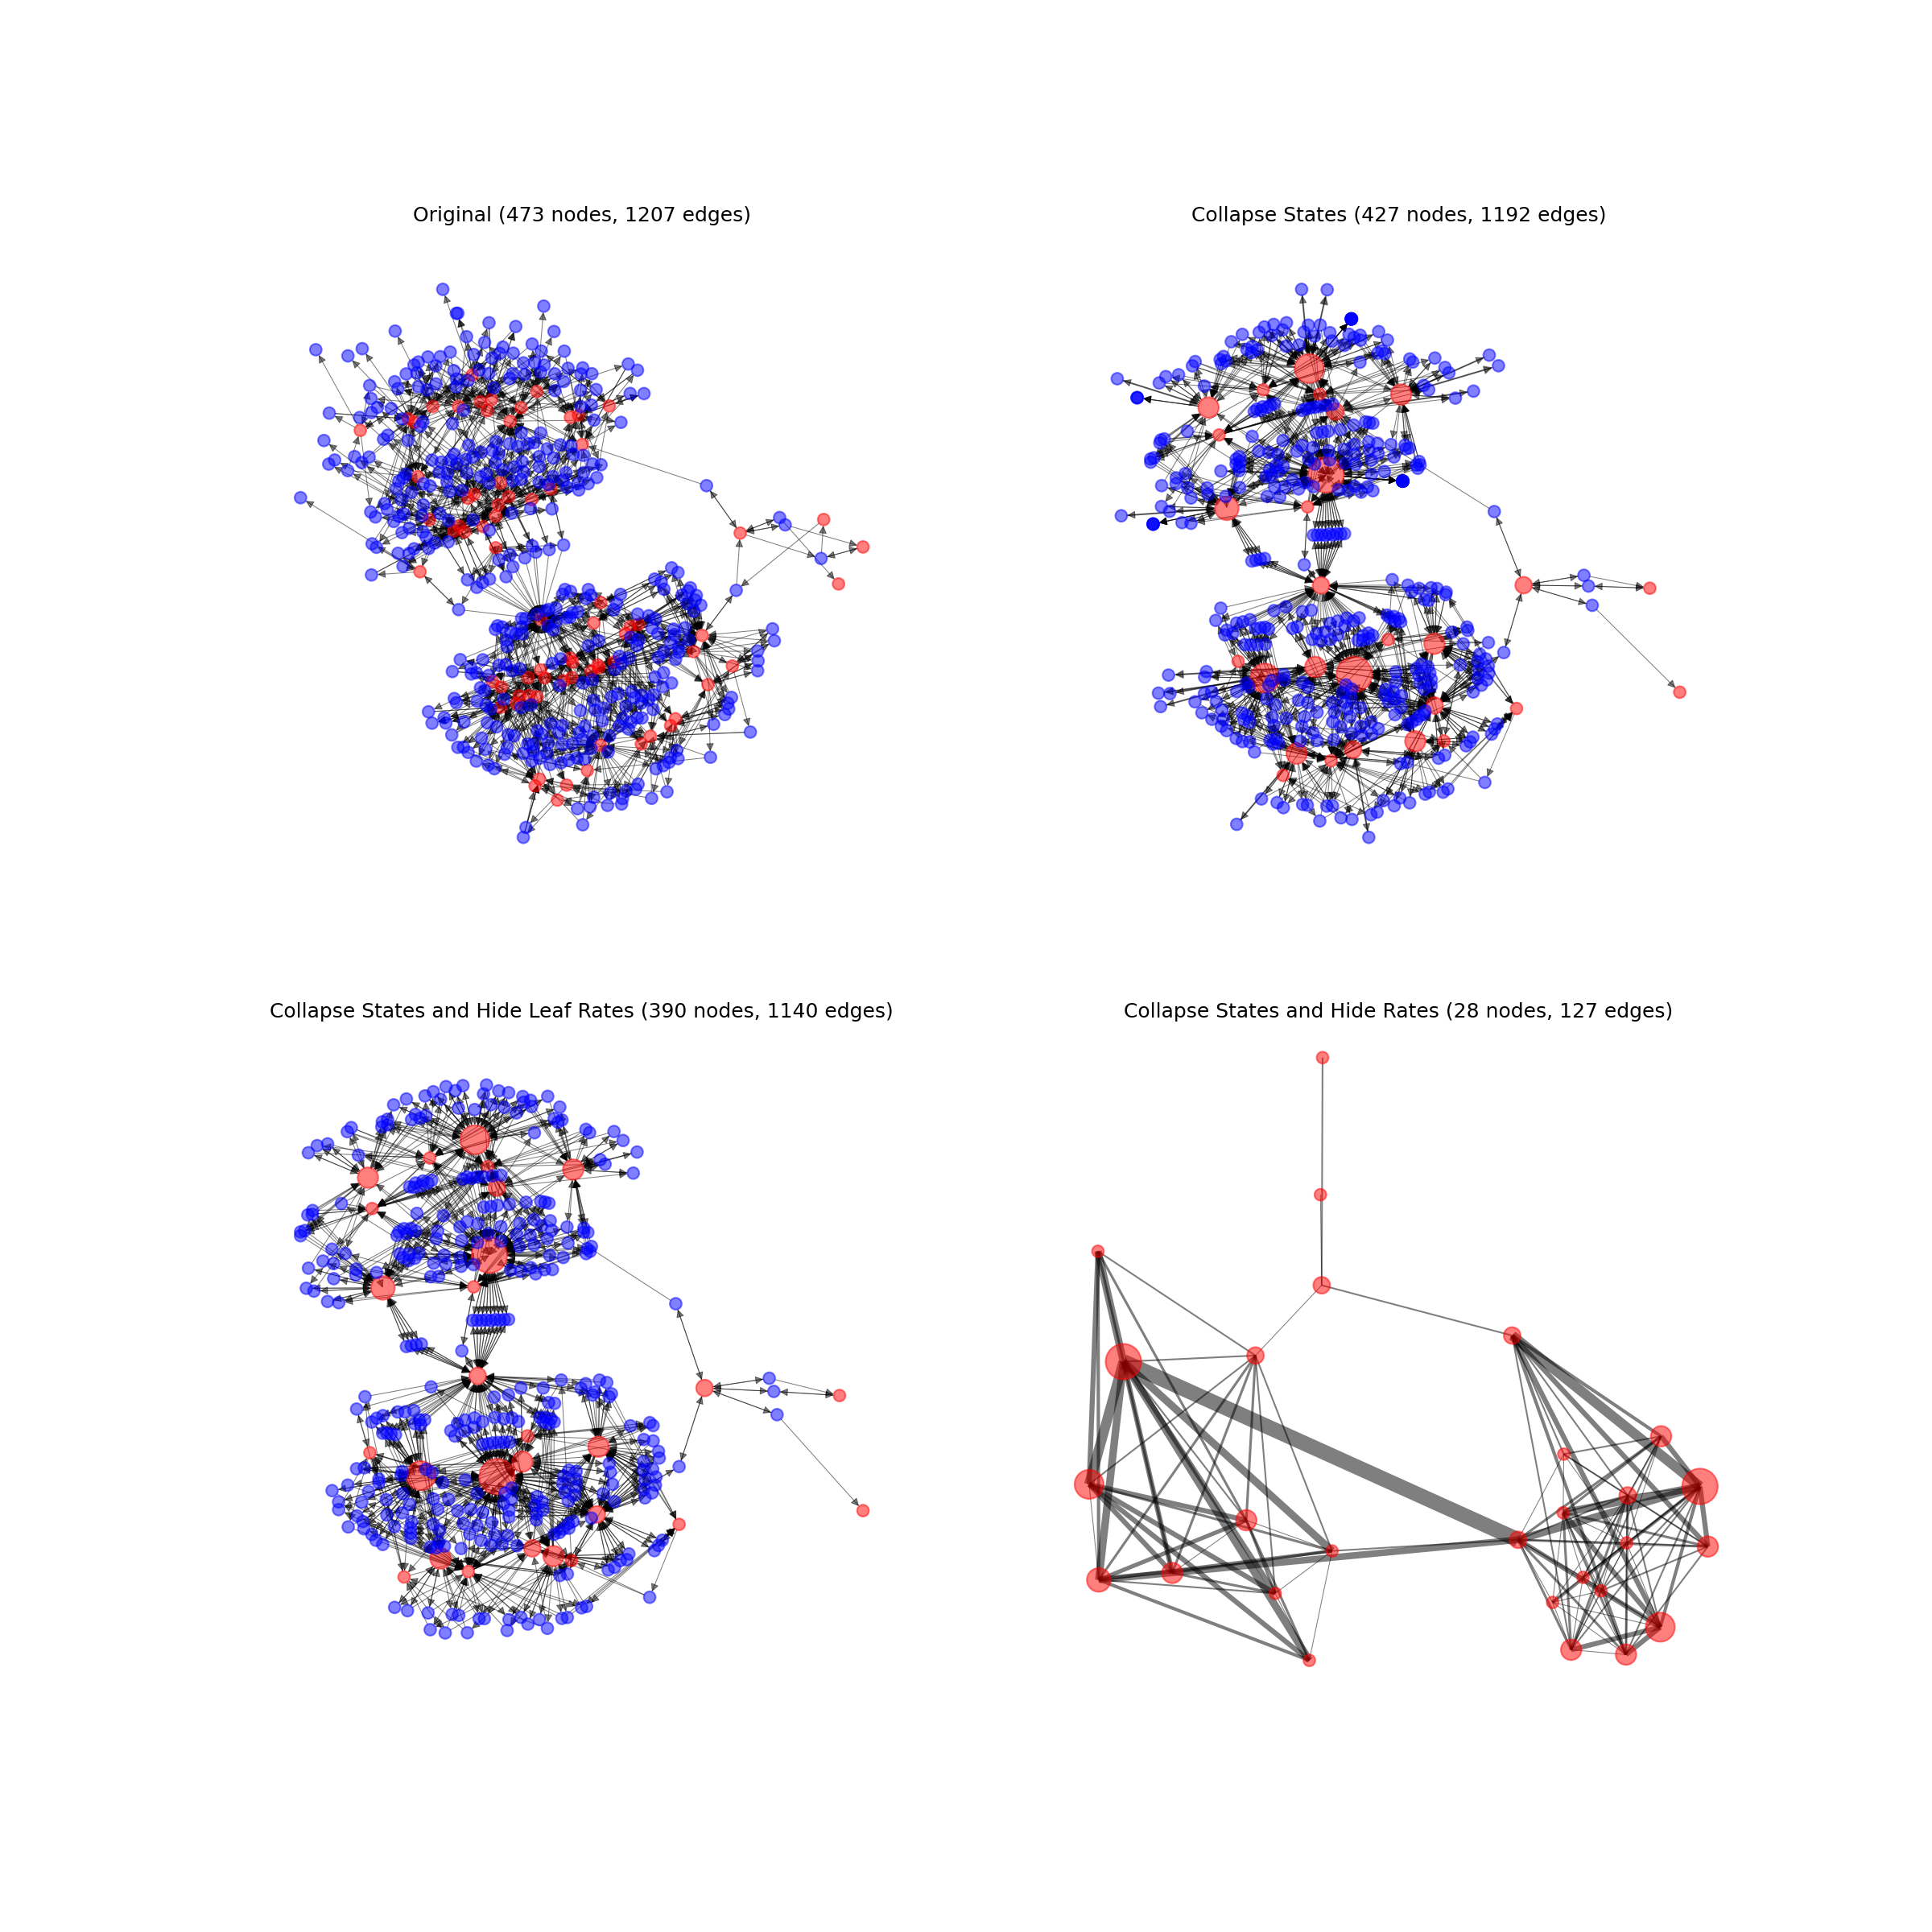 Original (473 nodes, 1207 edges)
Collapse States (427 nodes, 1192 edges)
Collapse States and Hide Leaf Rates (390 nodes, 1140 edges)
Collapse States and Hide Rates (28 nodes, 127 edges)